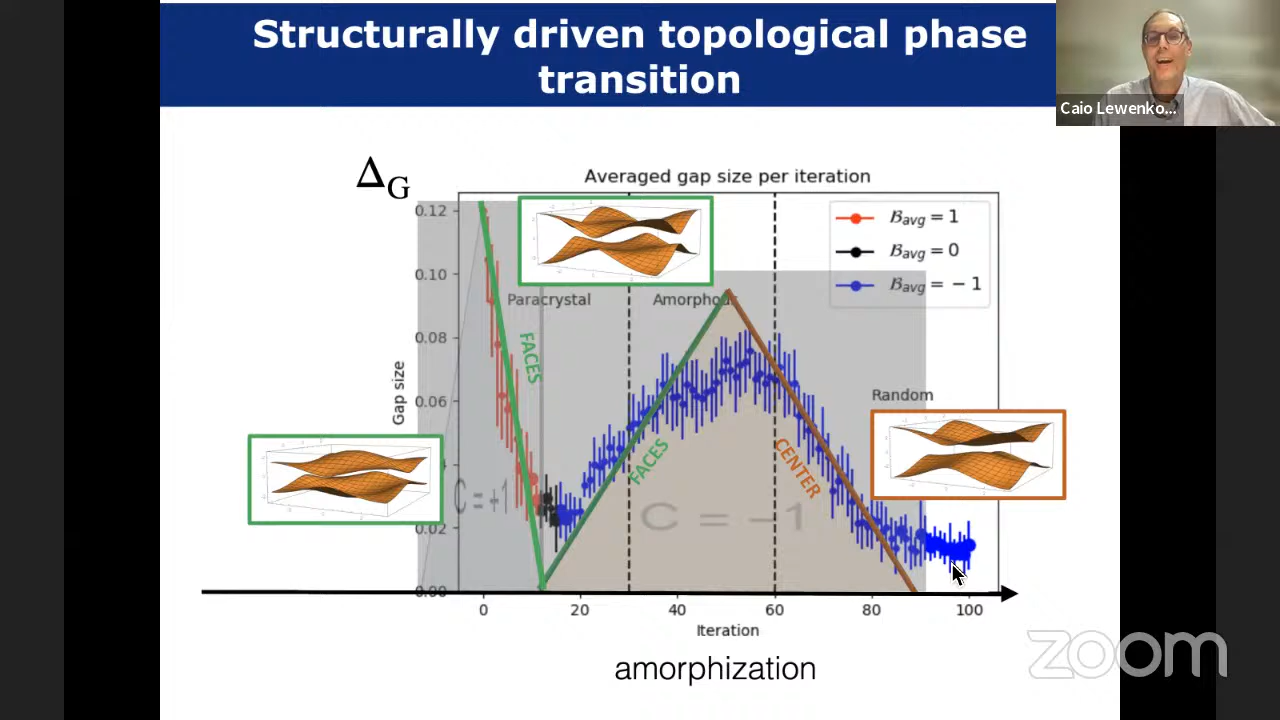 Structurally driven topological phase
transition
Caio Lewenko...
Δ_G
Averaged gap size per iteration
0.12
0.10
0.08
0.06
0.02
0.00
Gap size
B_avg = 1
B_avg = 0
B_avg = −1
Paracrystal
Amorphous
Random
FACES
FACES
CENTER
C = +1
C = −1
0
20
40
60
80
100
Iteration
amorphization
zoom